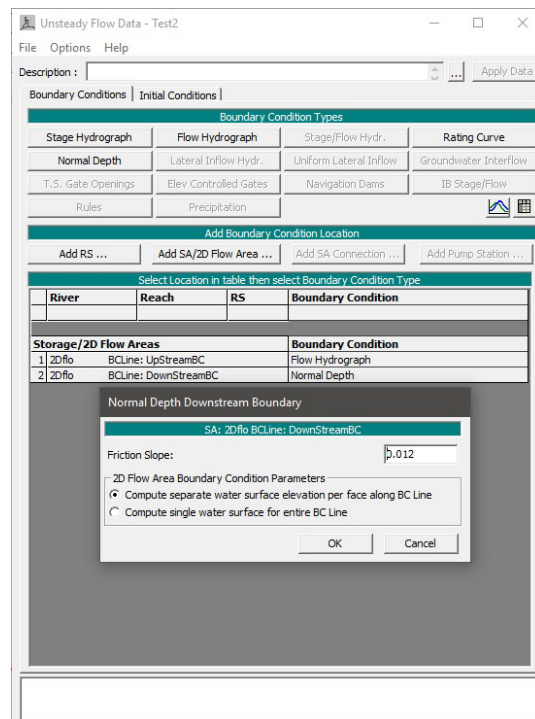 Unsteady Flow Data - Test2
File Options Help
Description : ... Apply Data
Boundary Conditions Initial Conditions
Boundary Condition Types
Stage Hydrograph Flow Hydrograph Stage/Flow Hydr. Rating Curve
Normal Depth Lateral Inflow Hydr. Uniform Lateral Inflow Groundwater Interflow
T.S. Gate Openings Elev Controlled Gates Navigation Dams IB Stage/Flow
Rules Precipitation
Add Boundary Condition Location
Add RS ... Add SA/2D Flow Area ... Add SA Connection ... Add Pump Station ...
Select Location in table then select Boundary Condition Type
River Reach RS Boundary Condition
Storage/2D Flow Areas Boundary Condition
1 2Dflo BCLine: UpStreamBC Flow Hydrograph
2 2Dflo BCLine: DownStreamBC Normal Depth
Normal Depth Downstream Boundary
SA: 2Dflo BCLine: DownStreamBC
Friction Slope: 0.012
2D Flow Area Boundary Condition Parameters
Compute separate water surface elevation per face along BC Line
Compute single water surface for entire BC Line
OK Cancel